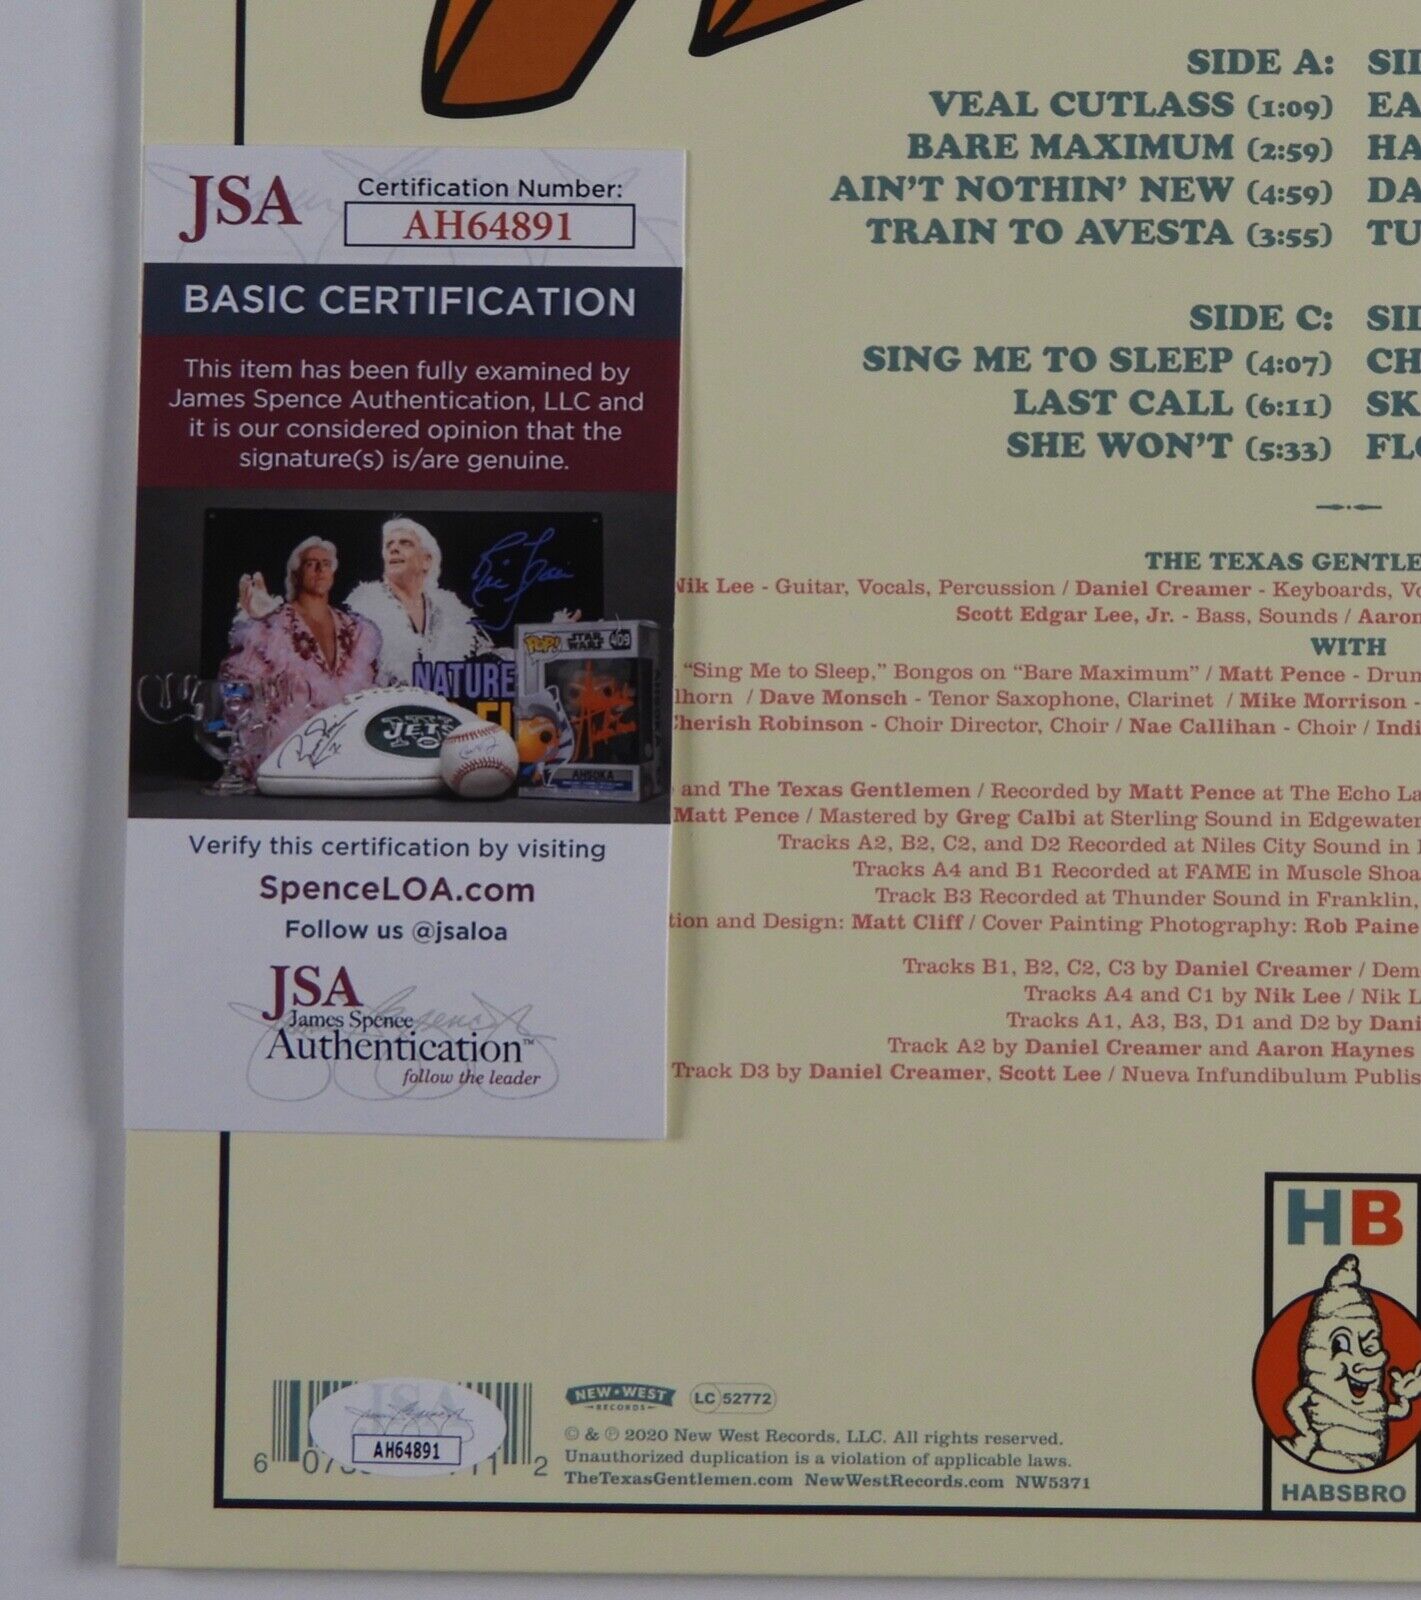 SIDE A:
VEAL CUTLASS (1:09)
BARE MAXIMUM (2:59)
AIN'T NOTHIN' NEW (4:59)
TRAIN TO AVESTA (3:55)
SIDE C:
SING ME TO SLEEP (4:07)
LAST CALL (6:11)
SHE WON'T (5:33)
JSA
Certification Number:
AH64891
BASIC CERTIFICATION
This item has been fully examined by
James Spence Authentication, LLC and
it is our considered opinion that the
signature(s) is/are genuine.
NATURE
JETS
POP!
STAR WARS
409
AHSOKA
Verify this certification by visiting
SpenceLOA.com
Follow us @jsaloa
JSA
James Spence
Authentication™
follow the leader
THE TEXAS GENTLE
Nik Lee - Guitar, Vocals, Percussion / Daniel Creamer - Keyboards, Vo
Scott Edgar Lee, Jr. - Bass, Sounds / Aaron
WITH
"Sing Me to Sleep," Bongos on "Bare Maximum" / Matt Pence - Drum
lhorn / Dave Monsch - Tenor Saxophone, Clarinet / Mike Morrison -
Cherish Robinson - Choir Director, Choir / Nae Callihan - Choir / Indi
and The Texas Gentlemen / Recorded by Matt Pence at The Echo La
Matt Pence / Mastered by Greg Calbi at Sterling Sound in Edgewater
Tracks A2, B2, C2, and D2 Recorded at Niles City Sound in
Tracks A4 and B1 Recorded at FAME in Muscle Shoa
Track B3 Recorded at Thunder Sound in Franklin,
tion and Design: Matt Cliff / Cover Painting Photography: Rob Paine
Tracks B1, B2, C2, C3 by Daniel Creamer / Dem
Tracks A4 and C1 by Nik Lee / Nik L
Tracks A1, A3, B3, D1 and D2 by Dani
Track A2 by Daniel Creamer and Aaron Haynes
Track D3 by Daniel Creamer, Scott Lee / Nueva Infundibulum Publis
HB
HABSBRO
JSA
AH64891
NEW·WEST
RECORDS
LC 52772
© & ℗ 2020 New West Records, LLC. All rights reserved.
Unauthorized duplication is a violation of applicable laws.
TheTexasGentlemen.com NewWestRecords.com NW5371